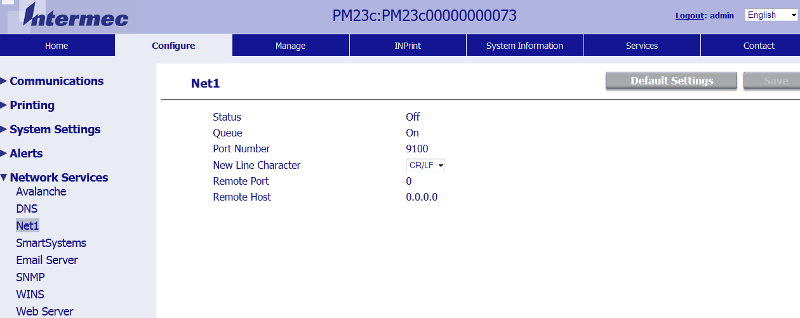 Intermec
PM23c:PM23c00000000073
Logout: admin
English
Home Configure Manage INPrint System Information Services Contact
Communications
Printing
System Settings
Alerts
Network Services
Avalanche
DNS
Net1
SmartSystems
Email Server
SNMP
WINS
Web Server
Net1
Default Settings
Save
Status Off
Queue On
Port Number 9100
New Line Character CR/LF
Remote Port 0
Remote Host 0.0.0.0